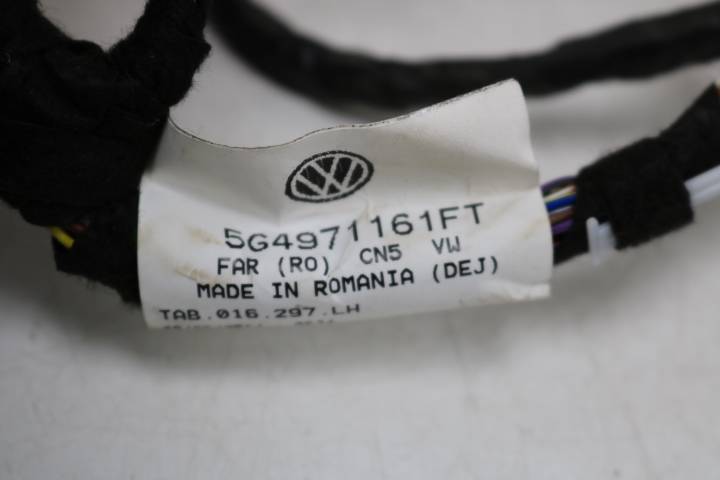 5G4971161FT
FAR (RO) CN5 VW
MADE IN ROMANIA (DEJ)
TAB.016.297.LH